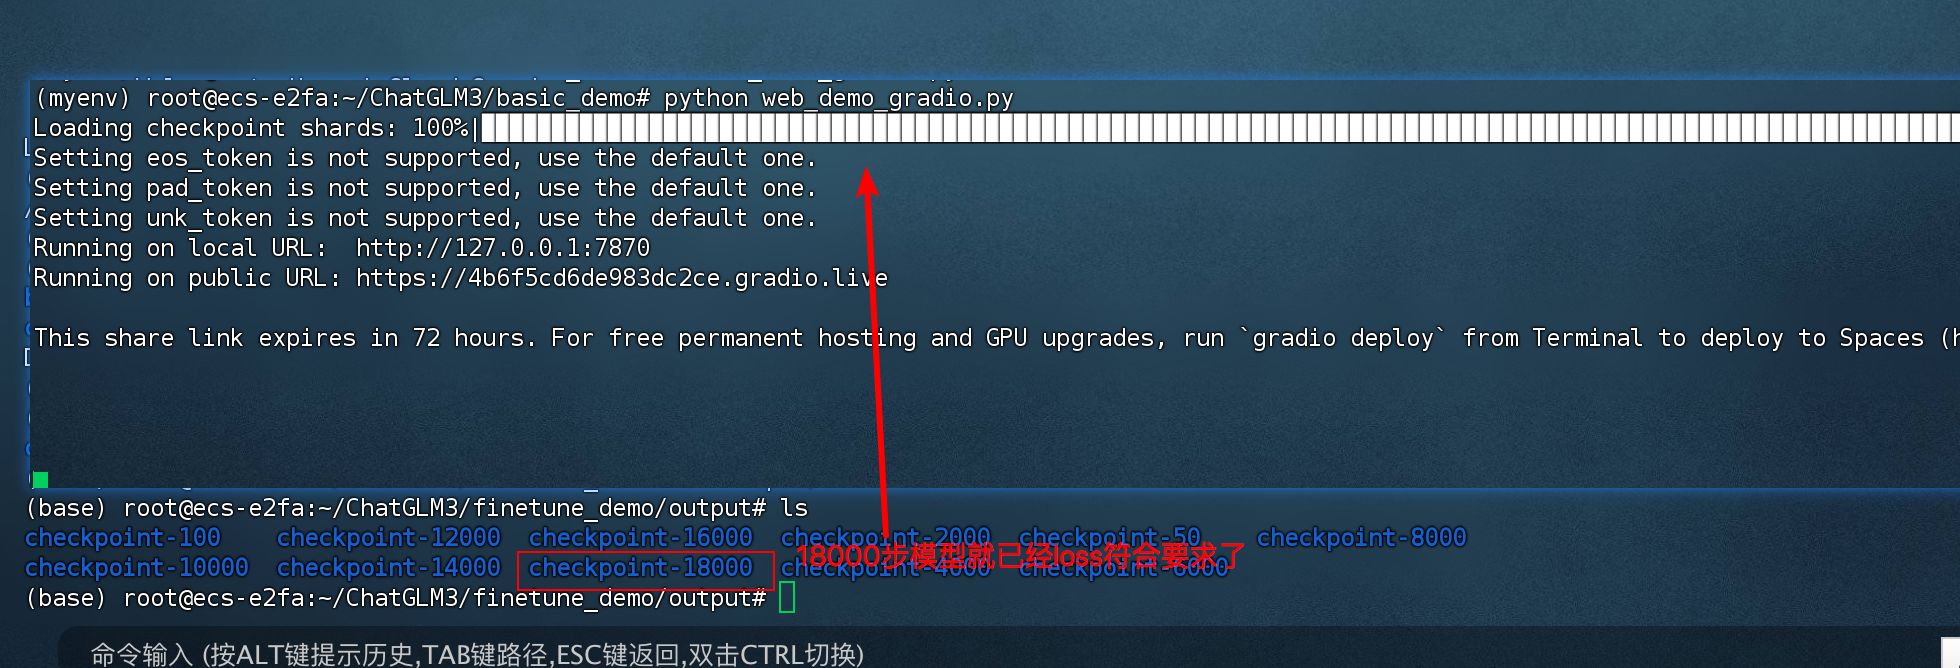 (myenv) root@ecs-e2fa:~/ChatGLM3/basic_demo# python web_demo_gradio.py
Loading checkpoint shards: 100%|
Setting eos_token is not supported, use the default one.
Setting pad_token is not supported, use the default one.
Setting unk_token is not supported, use the default one.
Running on local URL:  http://127.0.0.1:7870
Running on public URL: https://4b6f5cd6de983dc2ce.gradio.live
This share link expires in 72 hours. For free permanent hosting and GPU upgrades, run `gradio deploy` from Terminal to deploy to Spaces (
(base) root@ecs-e2fa:~/ChatGLM3/finetune_demo/output# ls
checkpoint-100 checkpoint-12000 checkpoint-16000 checkpoint-2000 checkpoint-50 checkpoint-8000
18000步模型就已经loss符合要求了
checkpoint-10000 checkpoint-14000 checkpoint-18000 checkpoint-4000 checkpoint-6000
(base) root@ecs-e2fa:~/ChatGLM3/finetune_demo/output#
命令输入 (按ALT键提示历史,TAB键路径,ESC键返回,双击CTRL切换)